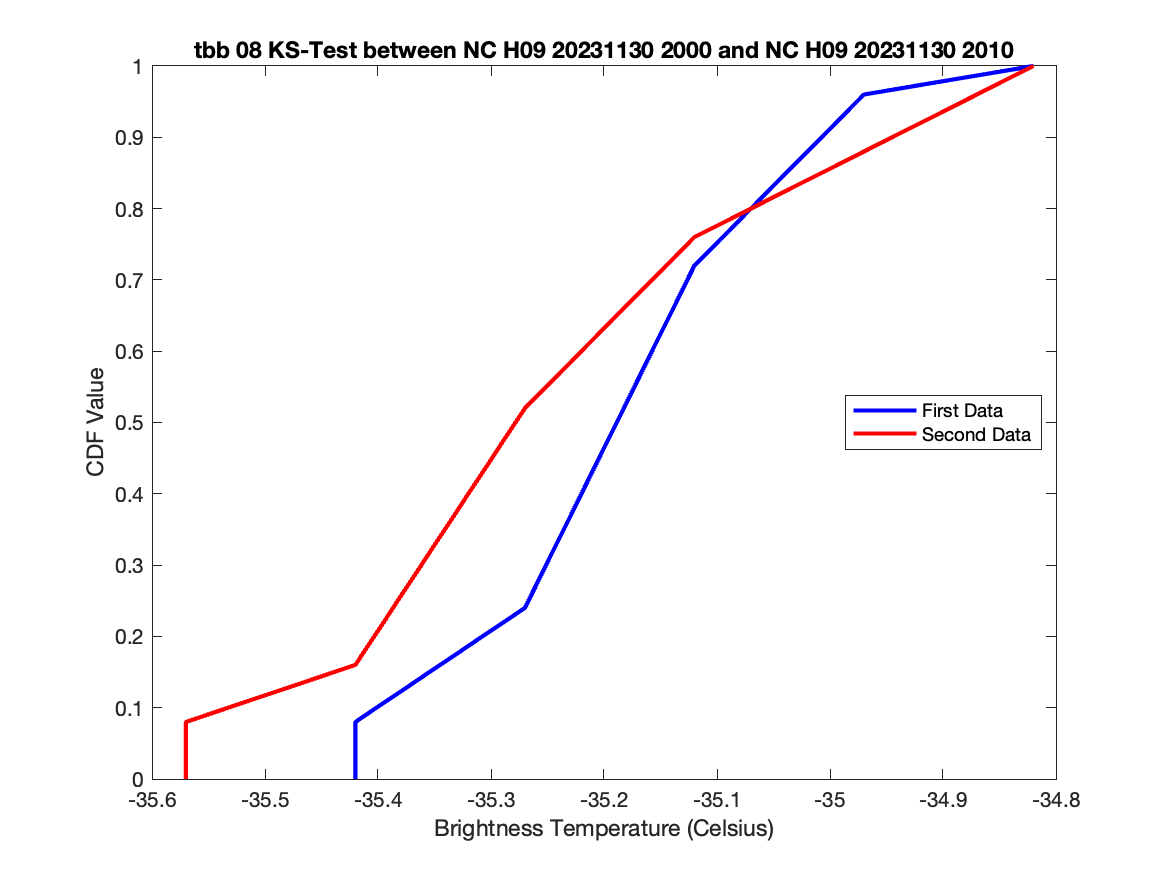 tbb 08 KS-Test between NC H09 20231130 2000 and NC H09 20231130 2010
1
0.9
0.8
0.7
0.6
0.5
0.4
0.3
0.2
0.1
0
CDF Value
First Data
Second Data
-35.6 -35.5 -35.4 -35.3 -35.2 -35.1 -35 -34.9 -34.8
Brightness Temperature (Celsius)